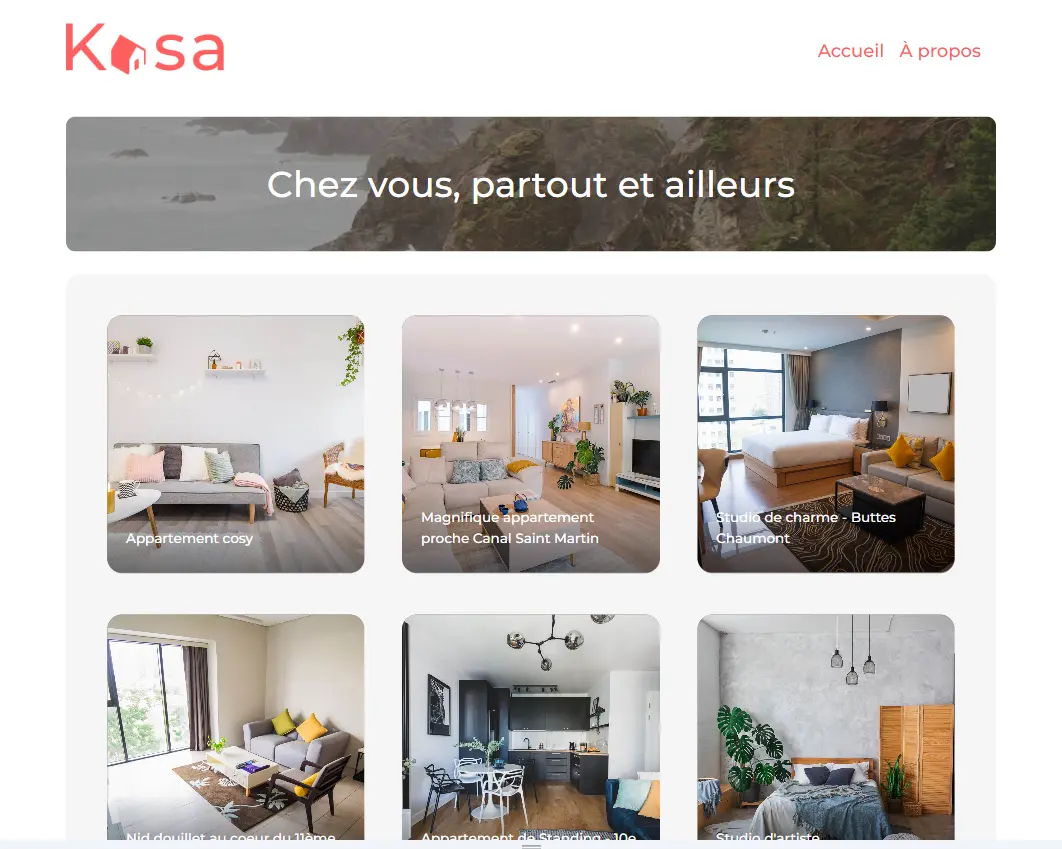 Kasa
Accueil À propos
Chez vous, partout et ailleurs
Appartement cosy
Magnifique appartement
proche Canal Saint Martin
Studio de charme - Buttes
Chaumont
Nid douillet au coeur du 11ème
Appartement de Standing - 10e
Studio d'artiste